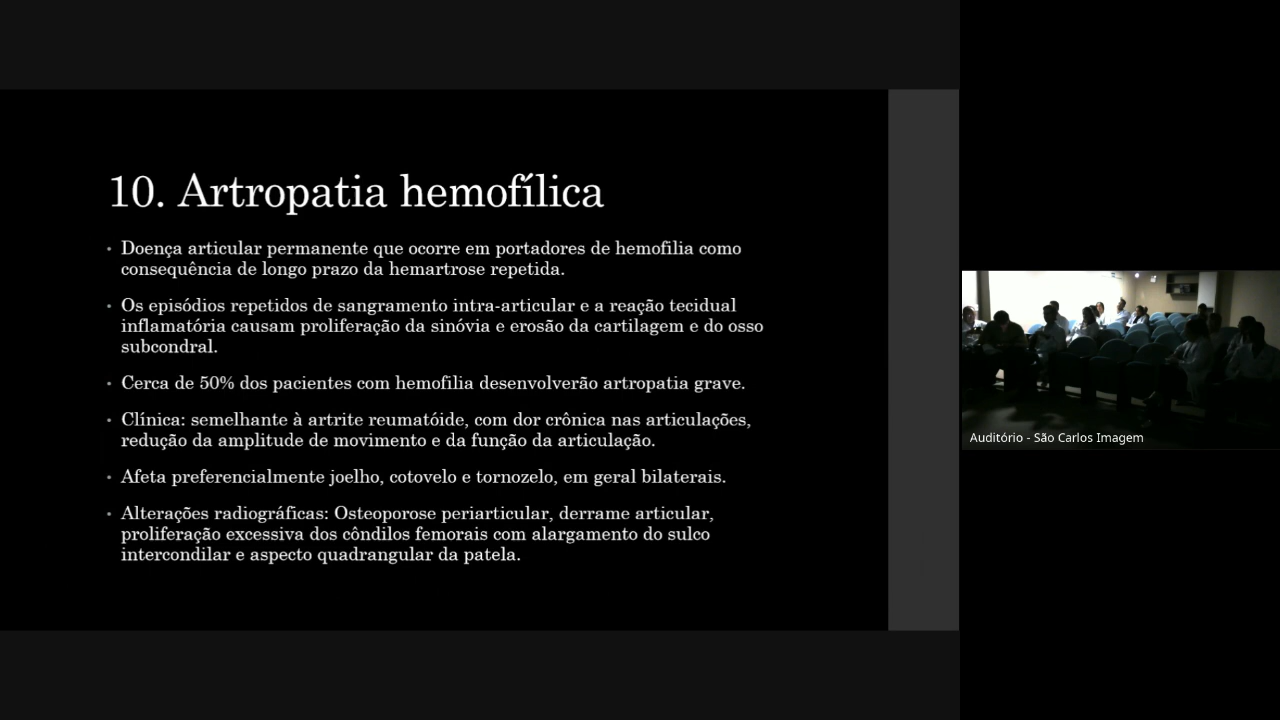 10. Artropatia hemofílica
• Doença articular permanente que ocorre em portadores de hemofilia como
consequência de longo prazo da hemartrose repetida.
• Os episódios repetidos de sangramento intra-articular e a reação tecidual
inflamatória causam proliferação da sinóvia e erosão da cartilagem e do osso
subcondral.
• Cerca de 50% dos pacientes com hemofilia desenvolverão artropatia grave.
• Clínica: semelhante à artrite reumatóide, com dor crônica nas articulações,
redução da amplitude de movimento e da função da articulação.
• Afeta preferencialmente joelho, cotovelo e tornozelo, em geral bilaterais.
• Alterações radiográficas: Osteoporose periarticular, derrame articular,
proliferação excessiva dos côndilos femorais com alargamento do sulco
intercondilar e aspecto quadrangular da patela.
Auditório - São Carlos Imagem